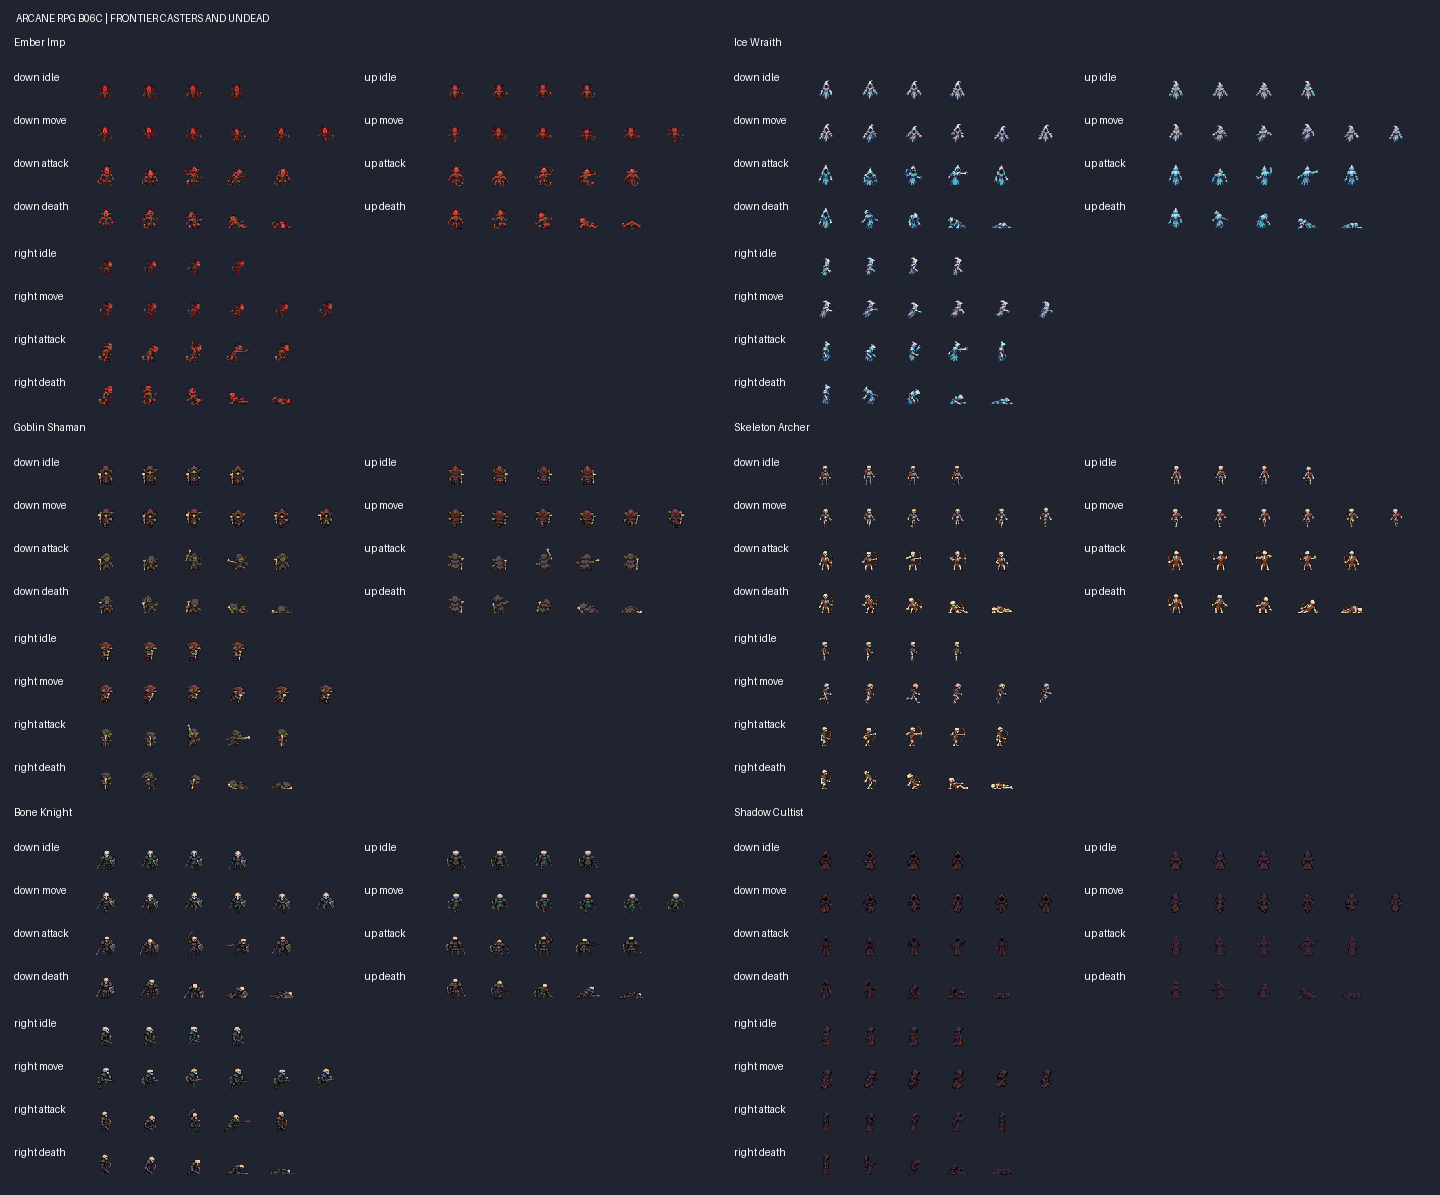 ARCANE RPG B06C | FRONTIER CASTERS AND UNDEAD
Ember Imp
down idle
up idle
down move
up move
down attack
up attack
down death
up death
right idle
right move
right attack
right death
Ice Wraith
down idle
up idle
down move
up move
down attack
up attack
down death
up death
right idle
right move
right attack
right death
Goblin Shaman
down idle
up idle
down move
up move
down attack
up attack
down death
up death
right idle
right move
right attack
right death
Skeleton Archer
down idle
up idle
down move
up move
down attack
up attack
down death
up death
right idle
right move
right attack
right death
Bone Knight
down idle
up idle
down move
up move
down attack
up attack
down death
up death
right idle
right move
right attack
right death
Shadow Cultist
down idle
up idle
down move
up move
down attack
up attack
down death
up death
right idle
right move
right attack
right death